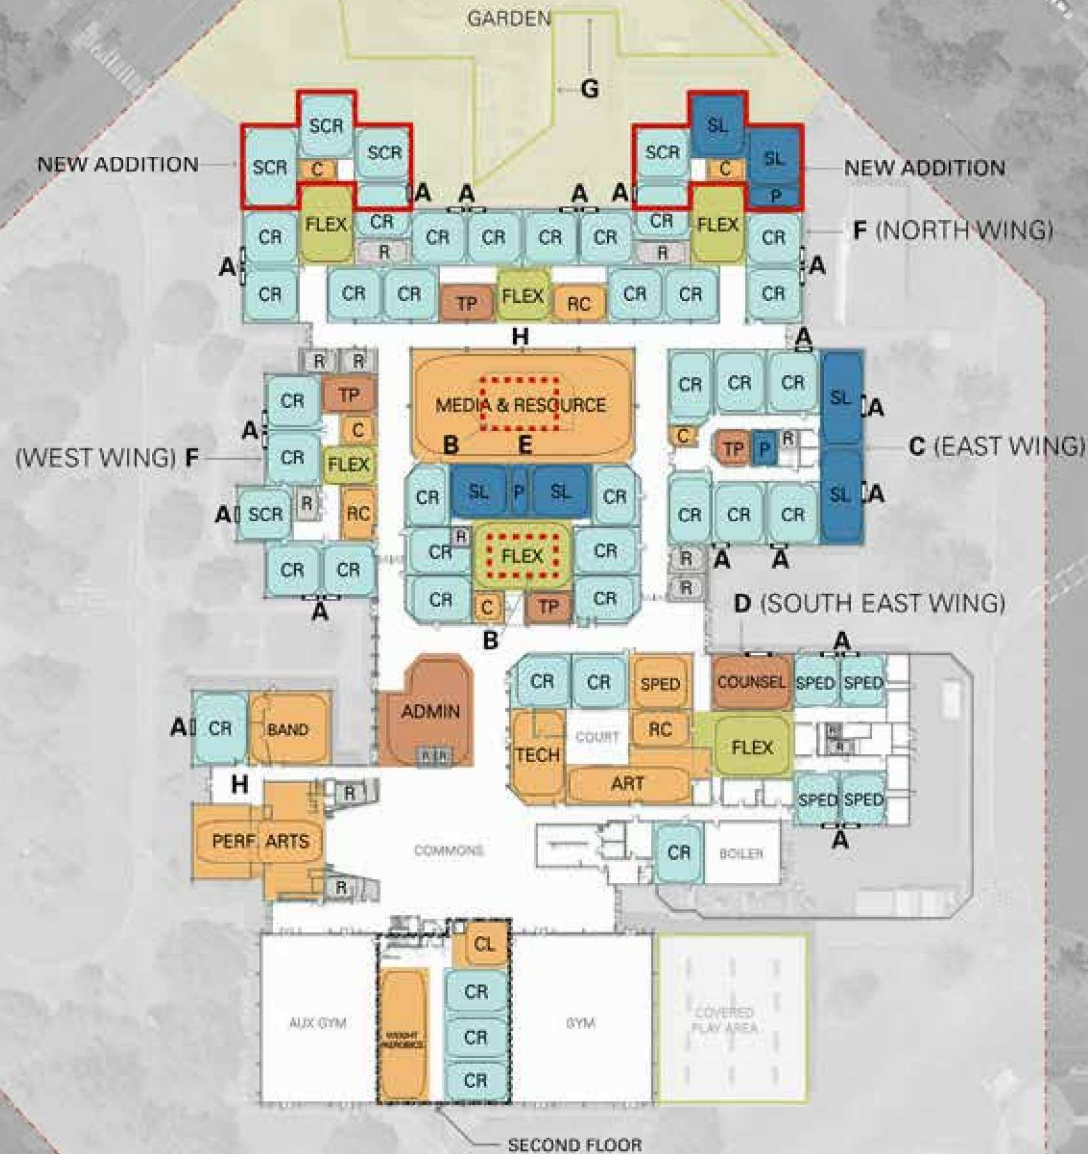 GARDEN
G
SCR
SL
NEW ADDITION
SCR
C
SCR
SCR
C
SL
NEW ADDITION
A
A
A
A
P
FLEX
CR
CR
FLEX
F (NORTH WING)
CR
R
CR
CR
CR
CR
R
CR
A
A
CR
CR
CR
TP
FLEX
RC
CR
CR
CR
H
A
R
R
CR
TP
MEDIA & RESOURCE
CR
CR
CR
SL
A
A
C
B
E
C
TP
P
R
C (EAST WING)
(WEST WING) F
CR
FLEX
CR
SL
P
SL
CR
SL
A
A
SCR
R
RC
CR
CR
CR
CR
R
FLEX
CR
A
A
R
CR
CR
R
CR
C
TP
CR
D (SOUTH EAST WING)
A
B
A
CR
CR
SPED
COUNSEL
SPED
SPED
ADMIN
A
CR
BAND
RC
COURT
FLEX
R
R
R
R
TECH
H
ART
SPED
SPED
R
PERF. ARTS
A
COMMONS
CR
BOILER
R
CL
AUX GYM
CR
GYM
COVERED
PLAY AREA
WEIGHT
AEROBICS
CR
CR
SECOND FLOOR